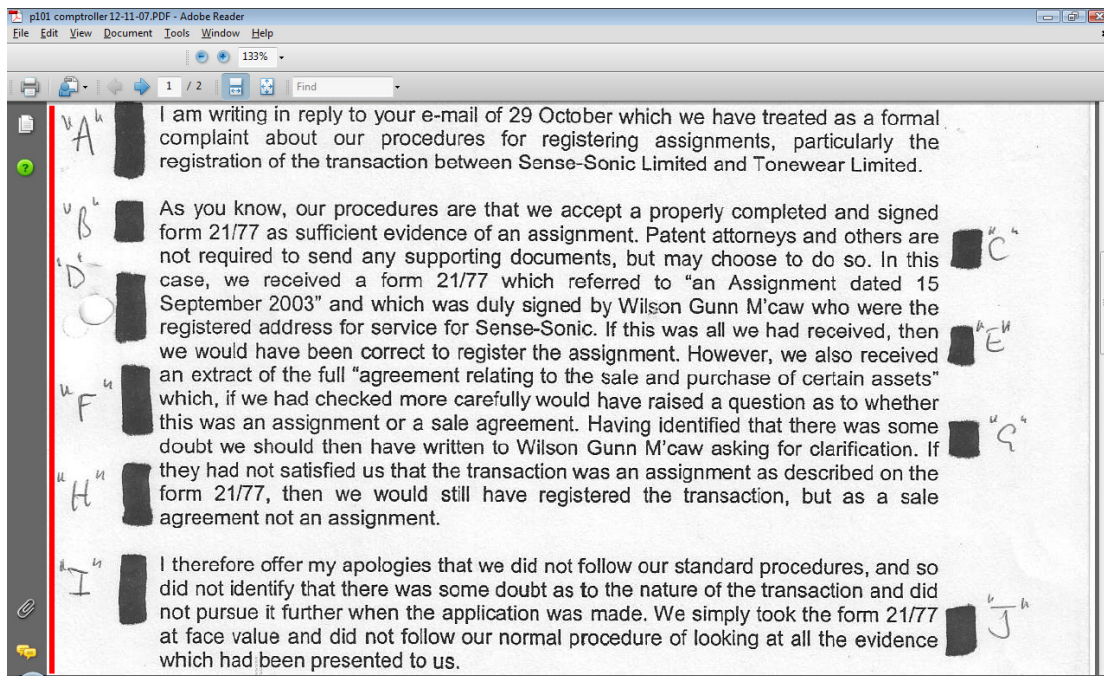 p101 comptroller 12-11-07.PDF - Adobe Reader
File Edit View Document Tools Window Help
133%
1 / 2 Find
"A" I am writing in reply to your e-mail of 29 October which we have treated as a formal
complaint about our procedures for registering assignments, particularly the
registration of the transaction between Sense-Sonic Limited and Tonewear Limited.
"B" As you know, our procedures are that we accept a properly completed and signed
form 21/77 as sufficient evidence of an assignment. Patent attorneys and others are
not required to send any supporting documents, but may choose to do so. In this "C"
"D" case, we received a form 21/77 which referred to “an Assignment dated 15
September 2003” and which was duly signed by Wilson Gunn M'caw who were the
registered address for service for Sense-Sonic. If this was all we had received, then
we would have been correct to register the assignment. However, we also received "E"
an extract of the full “agreement relating to the sale and purchase of certain assets”
"F" which, if we had checked more carefully would have raised a question as to whether
this was an assignment or a sale agreement. Having identified that there was some
doubt we should then have written to Wilson Gunn M'caw asking for clarification. If "G"
"H" they had not satisfied us that the transaction was an assignment as described on the
form 21/77, then we would still have registered the transaction, but as a sale
agreement not an assignment.
"I" I therefore offer my apologies that we did not follow our standard procedures, and so
did not identify that there was some doubt as to the nature of the transaction and did
not pursue it further when the application was made. We simply took the form 21/77 "J"
at face value and did not follow our normal procedure of looking at all the evidence
which had been presented to us.